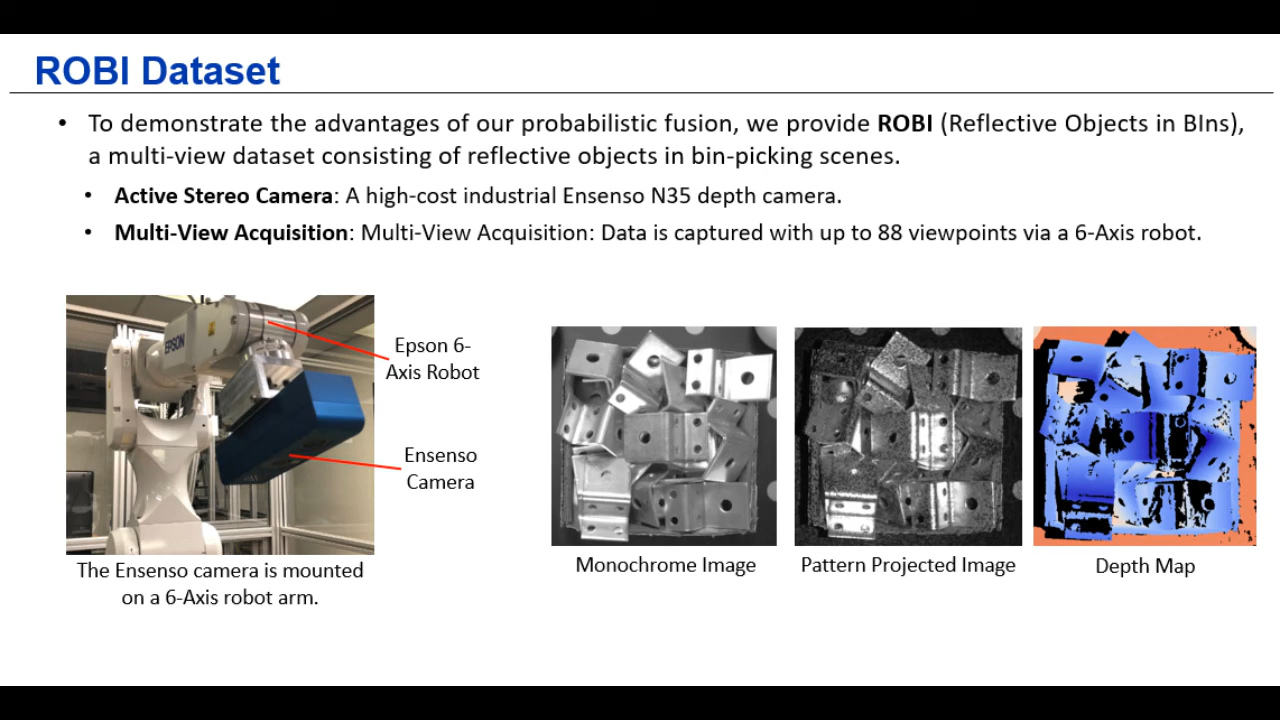 ROBI Dataset
• To demonstrate the advantages of our probabilistic fusion, we provide ROBI (Reflective Objects in BIns),
a multi-view dataset consisting of reflective objects in bin-picking scenes.
• Active Stereo Camera: A high-cost industrial Ensenso N35 depth camera.
• Multi-View Acquisition: Multi-View Acquisition: Data is captured with up to 88 viewpoints via a 6-Axis robot.
EPSON
Epson 6-
Axis Robot
Ensenso
Camera
The Ensenso camera is mounted
on a 6-Axis robot arm.
Monochrome Image
Pattern Projected Image
Depth Map